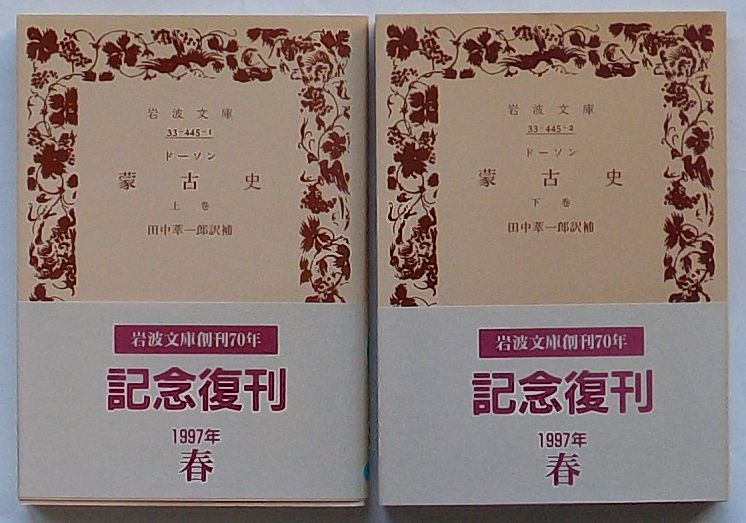 岩波文庫
33-445-1
ドーソン
蒙古史
上巻
田中萃一郎訳補
岩波文庫創刊70年
記念復刊
1997年
春
岩波文庫
33-445-2
ドーソン
蒙古史
下巻
田中萃一郎訳補
岩波文庫創刊70年
記念復刊
1997年
春